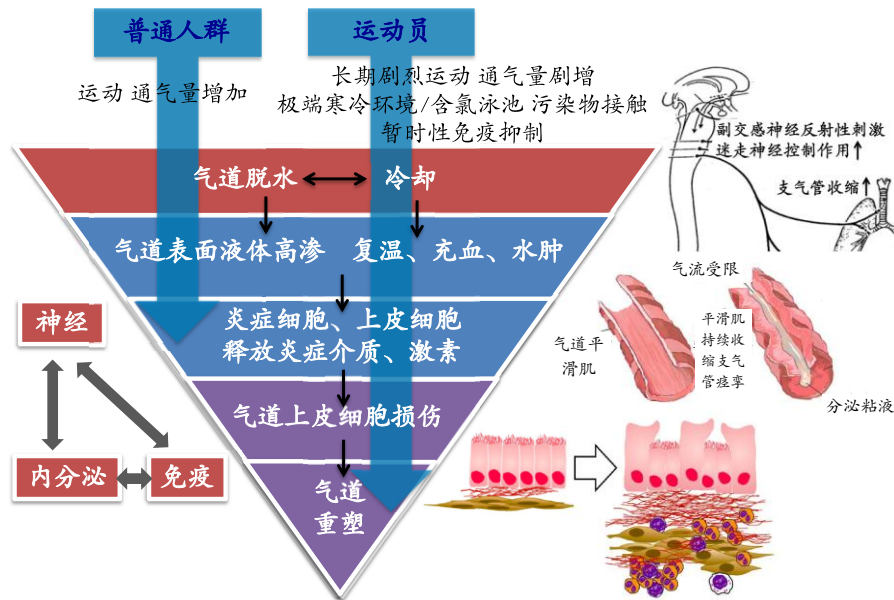 普通人群
运动员
运动 通气量增加
长期剧烈运动 通气量剧增
极端寒冷环境/含氯泳池 污染物接触
暂时性免疫抑制
气道脱水
冷却
气道表面液体高渗
复温、充血、水肿
炎症细胞、上皮细胞
释放炎症介质、激素
气道上皮细胞损伤
气道
重塑
神经
内分泌
免疫
副交感神经反射性刺激
迷走神经控制作用
支气管收缩
气流受限
气道平
滑肌
平滑肌
持续收
缩支气
管痉挛
分泌粘液